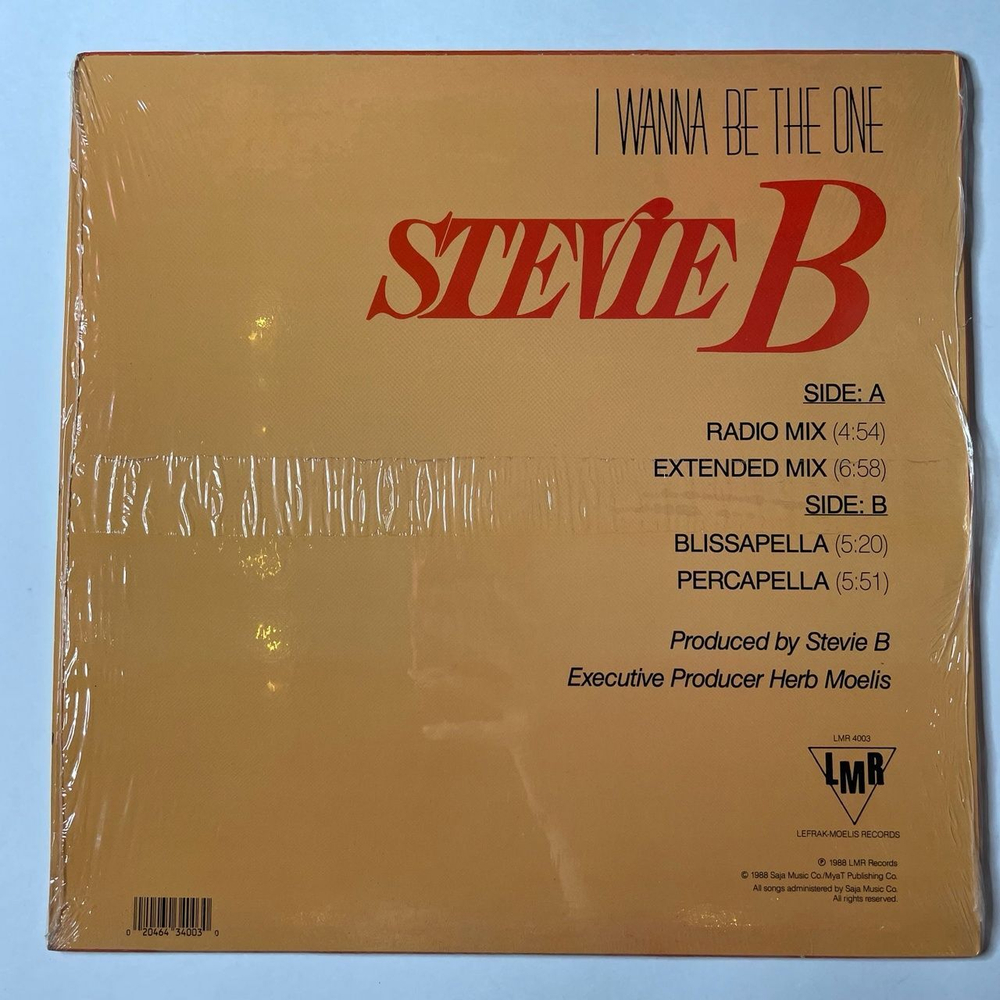 I WANNA BE THE ONE
STEVIE B
SIDE: A
RADIO MIX (4:54)
EXTENDED MIX (6:58)
SIDE: B
BLISSAPELLA (5:20)
PERCAPELLA (5:51)
Produced by Stevie B
Executive Producer Herb Moelis
LMR 4003
LMR
LEFRAK-MOELIS RECORDS
℗ 1988 LMR Records
© 1988 Saja Music Co./MyaT Publishing Co.
All songs administered by Saja Music Co.
All rights reserved.
0 20464 34003 0